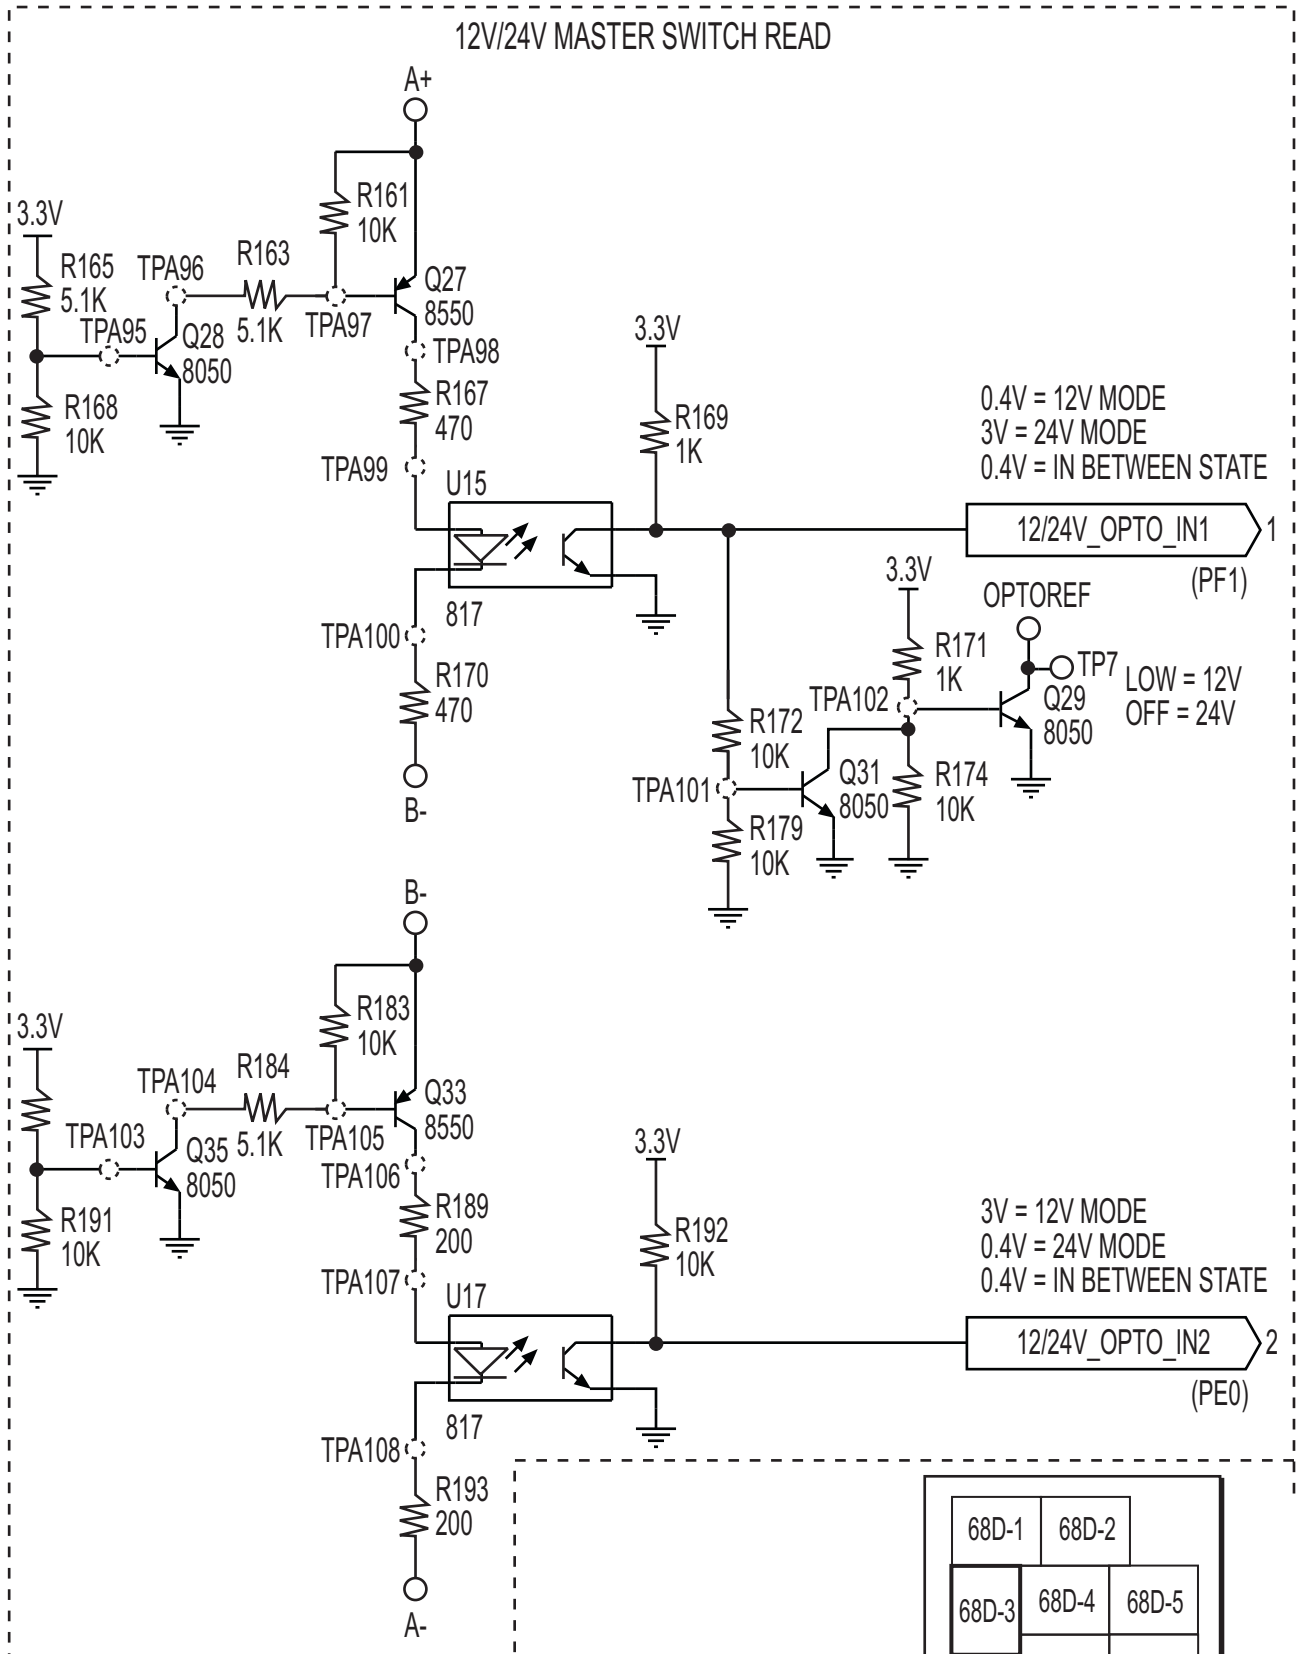 12V/24V MASTER SWITCH READ
A+
R161
10K
3.3V
R165
5.1K
TPA96
R163
5.1K
TPA95
Q28
8050
TPA97
Q27
8550
TPA98
R168
10K
R167
470
TPA99
U15
817
TPA100
R170
470
B-
3.3V
R169
1K
0.4V = 12V MODE
3V = 24V MODE
0.4V = IN BETWEEN STATE
12/24V_OPTO_IN1
1
(PF1)
3.3V
OPTOREF
R171
1K
TPA102
TP7
Q29
8050
LOW = 12V
OFF = 24V
R172
10K
TPA101
Q31
8050
R174
10K
R179
10K
B-
R183
10K
3.3V
TPA104
R184
5.1K
TPA103
Q35
8050
TPA105
Q33
8550
TPA106
R191
10K
R189
200
TPA107
U17
817
TPA108
R193
200
A-
3.3V
R192
10K
3V = 12V MODE
0.4V = 24V MODE
0.4V = IN BETWEEN STATE
12/24V_OPTO_IN2
2
(PE0)
68D-1 68D-2
68D-3 68D-4 68D-5